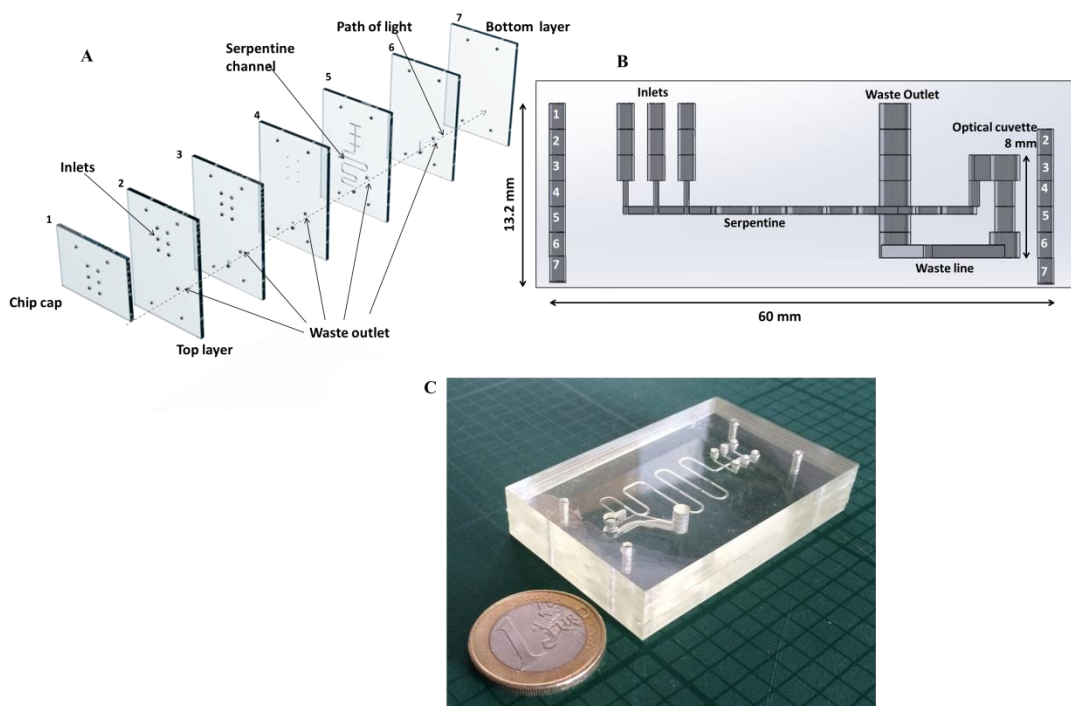 A
Serpentine
channel
Path of light
Bottom layer
7
6
5
4
3
2
1
Inlets
Chip cap
Top layer
Waste outlet
B
Inlets
Waste Outlet
Optical cuvette
8 mm
1
2
3
4
5
6
7
2
3
4
5
6
7
13.2 mm
Serpentine
Waste line
60 mm
C
1
EURO